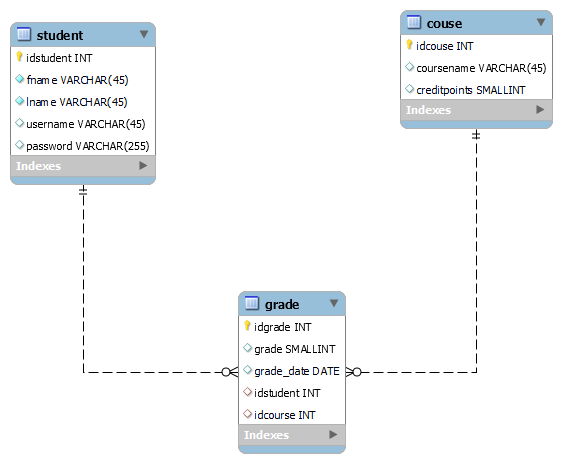 student
idstudent INT
fname VARCHAR(45)
lname VARCHAR(45)
username VARCHAR(45)
password VARCHAR(255)
Indexes
couse
idcouse INT
coursename VARCHAR(45)
creditpoints SMALLINT
Indexes
grade
idgrade INT
grade SMALLINT
grade_date DATE
idstudent INT
idcourse INT
Indexes